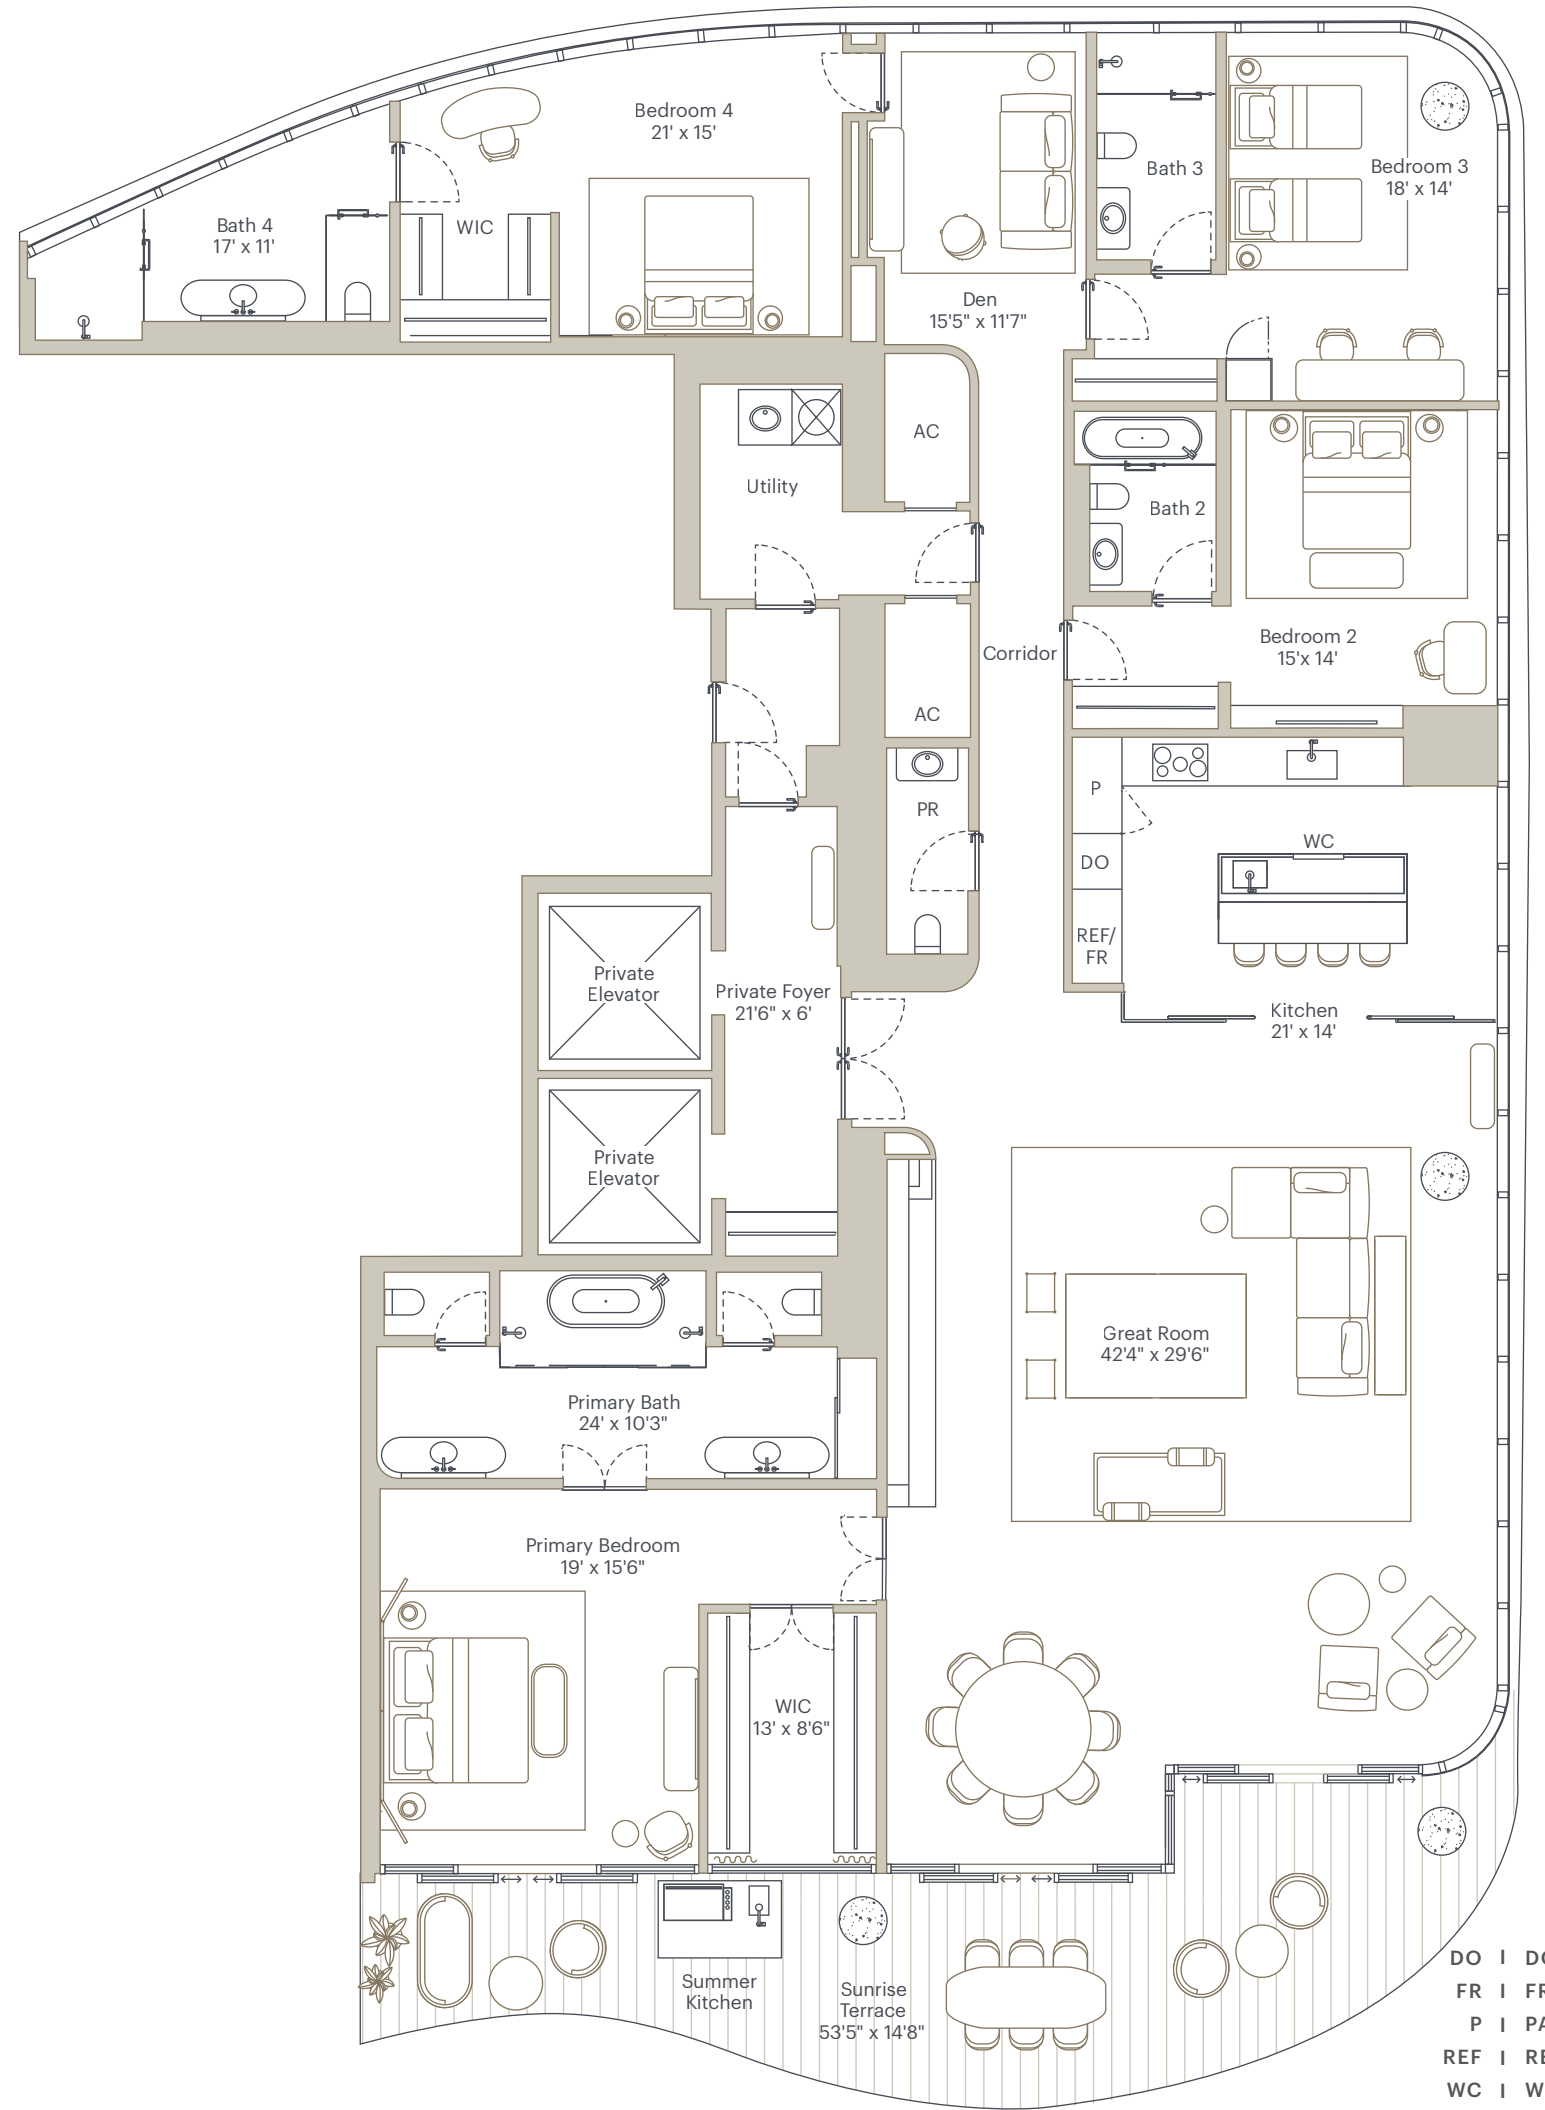 Bedroom 4
21' x 15'
Bath 4
17' x 11'
WIC
Bath 3
Bedroom 3
18' x 14'
Den
15'5" x 11'7"
AC
Utility
Bath 2
Corridor
Bedroom 2
15'x 14'
AC
P
PR
WC
DO
REF/
FR
Private
Elevator
Private Foyer
21'6" x 6'
Kitchen
21' x 14'
Private
Elevator
Great Room
42'4" x 29'6"
Primary Bath
24' x 10'3"
Primary Bedroom
19' x 15'6"
WIC
13' x 8'6"
Summer
Kitchen
Sunrise
Terrace
53'5" x 14'8"
DO | DO
FR | FR
P | PA
REF | RE
WC | W